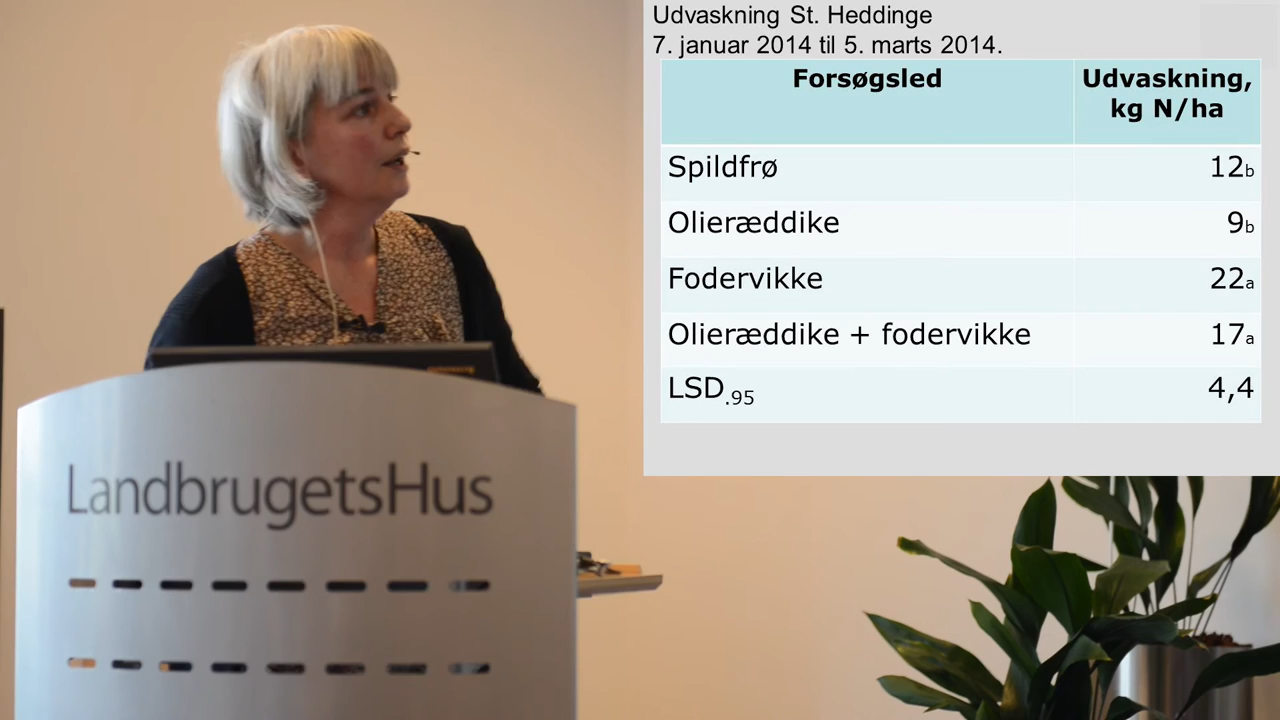 Udvaskning St. Heddinge
7. januar 2014 til 5. marts 2014.
Forsøgsled Udvaskning,
kg N/ha
Spildfrø 12b
Olieræddike 9b
Fodervikke 22a
Olieræddike + fodervikke 17a
LSD.95 4,4
LandbrugetsHus